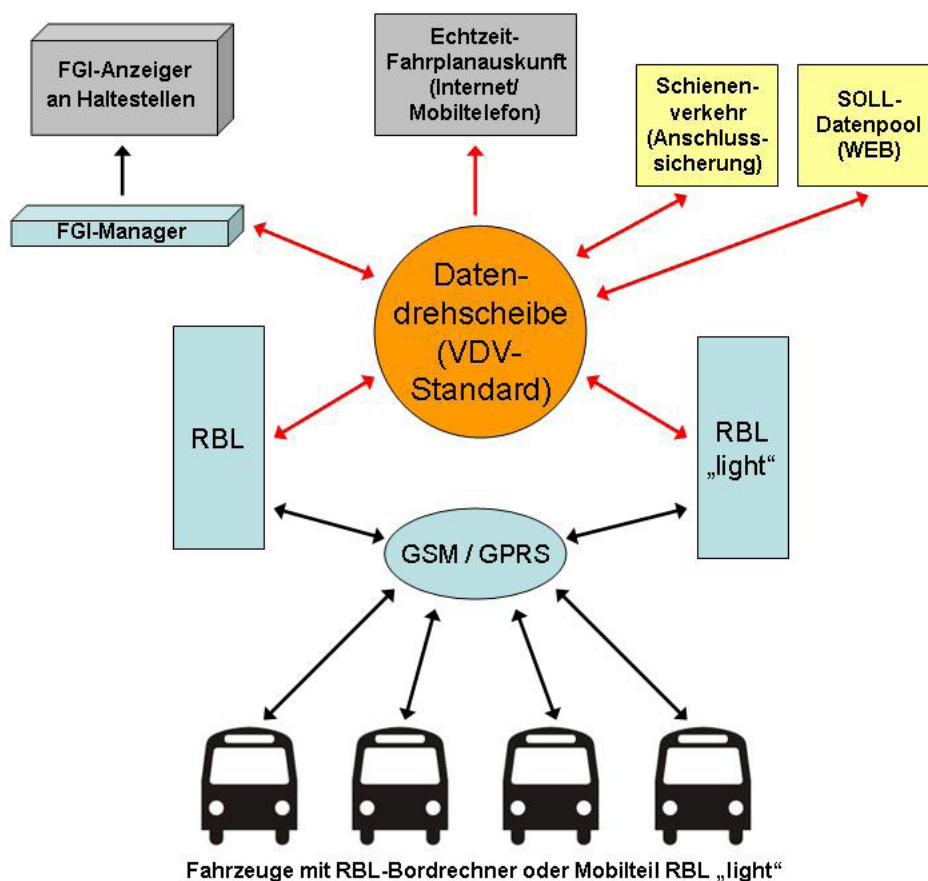 FGI-Anzeiger
an Haltestellen
Echtzeit-
Fahrplanauskunft
(Internet/
Mobiltelefon)
Schienen-
verkehr
(Anschluss-
sicherung)
SOLL-
Datenpool
(WEB)
FGI-Manager
Daten-
drehscheibe
(VDV-
Standard)
RBL
RBL
„light“
GSM / GPRS
Fahrzeuge mit RBL-Bordrechner oder Mobilteil RBL „light“